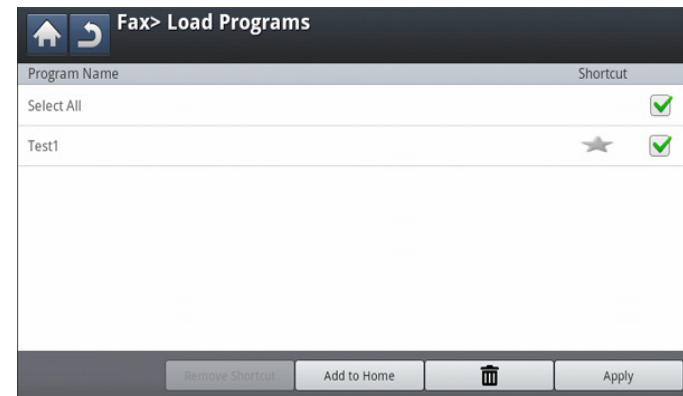 Fax> Load Programs
Program Name Shortcut
Select All
Test1
Remove Shortcut Add to Home Apply